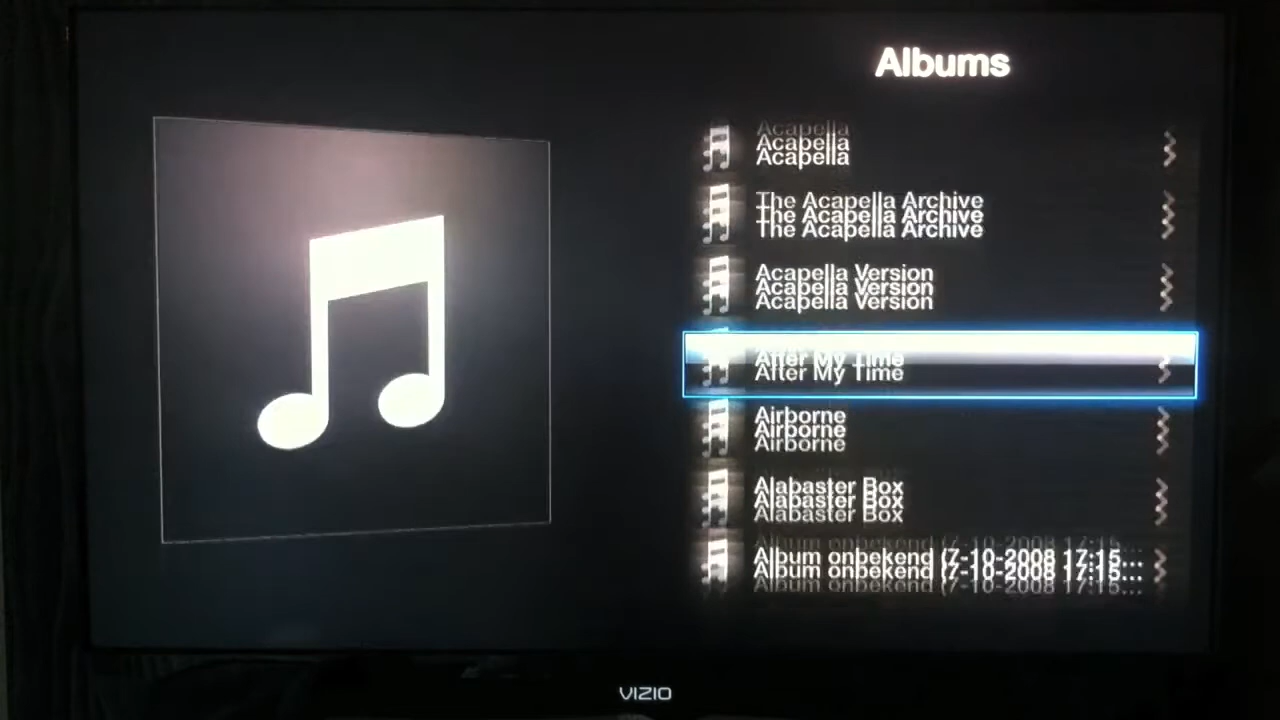 Albums
Acapella
The Acapella Archive
Acapella Version
After My Time
Airborne
Alabaster Box
Album onbekend (7-10-2008 17:15...
VIZIO